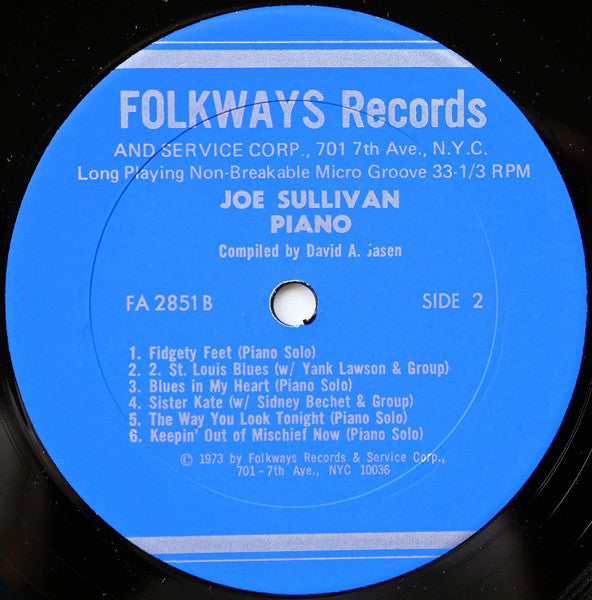 FOLKWAYS Records
AND SERVICE CORP., 701 7th Ave., N.Y.C.
Long Playing Non-Breakable Micro Groove 33-1/3 RPM
JOE SULLIVAN
PIANO
Compiled by David A. Jasen
FA 2851 B
SIDE 2
1. Fidgety Feet (Piano Solo)
2. 2. St. Louis Blues (w/ Yank Lawson & Group)
3. Blues in My Heart (Piano Solo)
4. Sister Kate (w/ Sidney Bechet & Group)
5. The Way You Look Tonight (Piano Solo)
6. Keepin' Out of Mischief Now (Piano Solo)
© 1973 by Folkways Records & Service Corp.,
701 - 7th Ave., NYC 10036